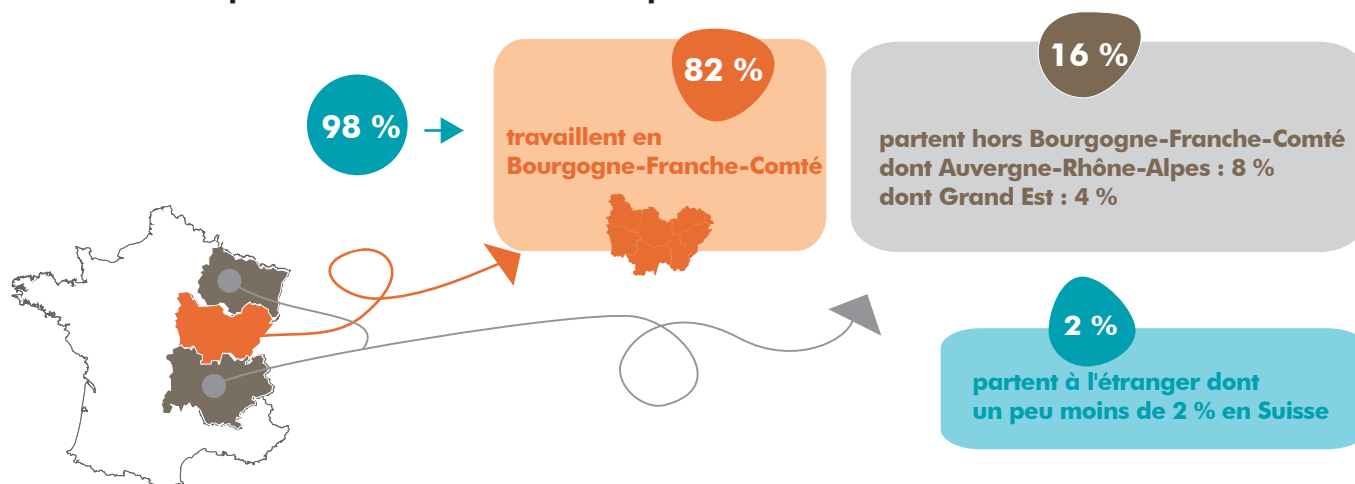 98 %
82 %
travaillent en
Bourgogne-Franche-Comté
16 %
partent hors Bourgogne-Franche-Comté
dont Auvergne-Rhône-Alpes : 8 %
dont Grand Est : 4 %
2 %
partent à l'étranger dont
un peu moins de 2 % en Suisse